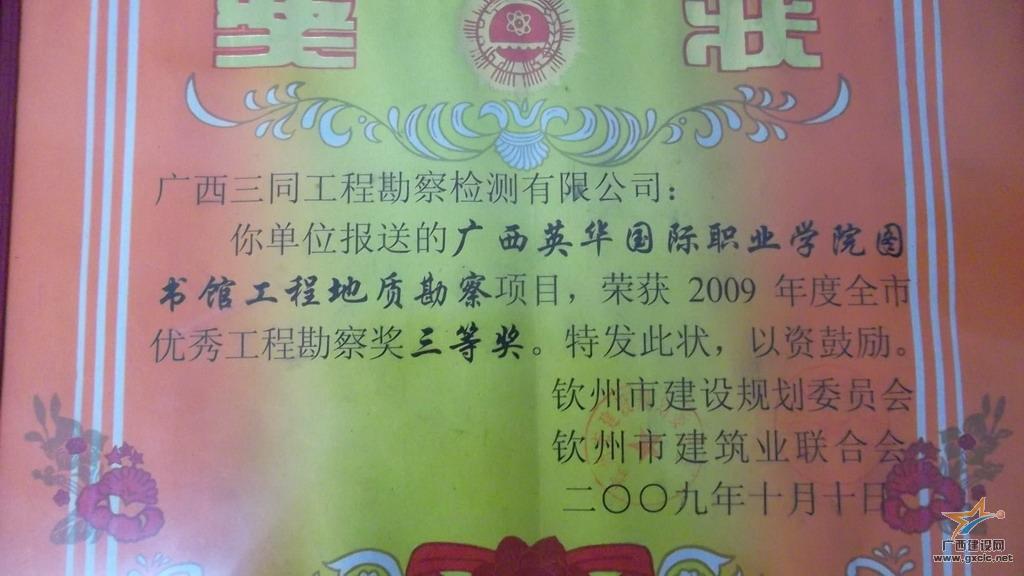 奖 状
广西三同工程勘察检测有限公司：
你单位报送的广西英华国际职业学院图
书馆工程地质勘察项目，荣获 2009 年度全市
优秀工程勘察奖三等奖。特发此状，以资鼓励。
钦州市建设规划委员会
钦州市建筑业联合会
二〇〇九年十月十日
广西建设网
www.gxcic.net